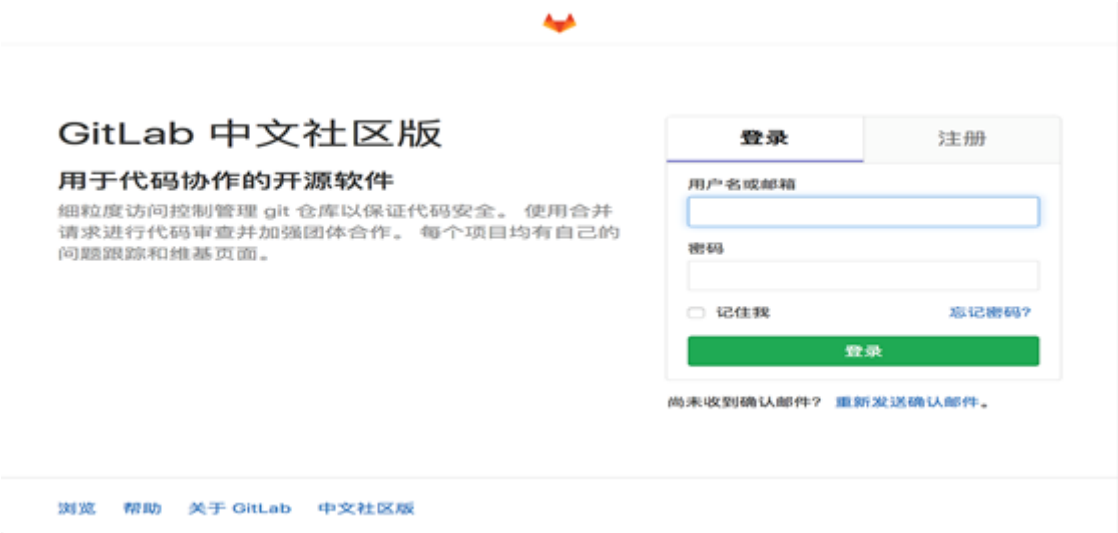 GitLab 中文社区版
用于代码协作的开源软件
细粒度访问控制管理 git 仓库以保证代码安全。 使用合并
请求进行代码审查并加强团体合作。 每个项目均有自己的
问题跟踪和维基页面。
登录 注册
用户名或邮箱
密码
记住我 忘记密码?
登录
尚未收到确认邮件? 重新发送确认邮件。
浏览 帮助 关于 GitLab 中文社区版